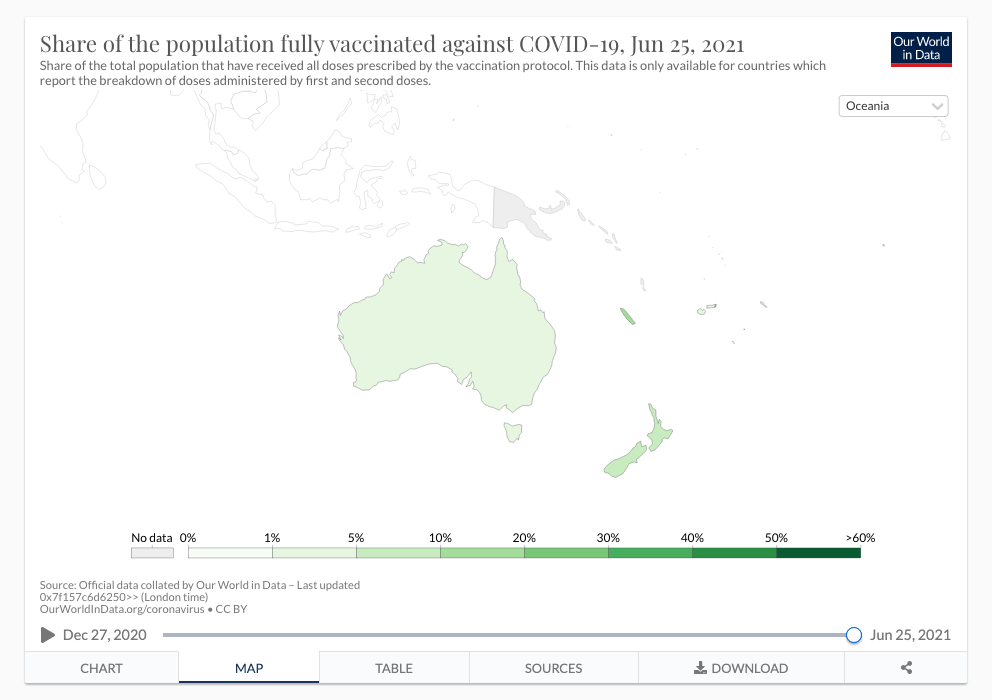 Share of the population fully vaccinated against COVID-19, Jun 25, 2021
Our World
in Data
Share of the total population that have received all doses prescribed by the vaccination protocol. This data is only available for countries which
report the breakdown of doses administered by first and second doses.
Oceania
No data 0% 1% 5% 10% 20% 30% 40% 50% >60%
Source: Official data collated by Our World in Data – Last updated
0x7f157c6d6250>> (London time)
OurWorldInData.org/coronavirus • CC BY
Dec 27, 2020 Jun 25, 2021
CHART MAP TABLE SOURCES DOWNLOAD